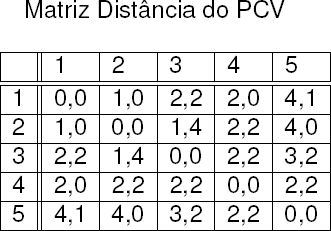 Matriz Distância do PCV
1 2 3 4 5
1 0,0 1,0 2,2 2,0 4,1
2 1,0 0,0 1,4 2,2 4,0
3 2,2 1,4 0,0 2,2 3,2
4 2,0 2,2 2,2 0,0 2,2
5 4,1 4,0 3,2 2,2 0,0